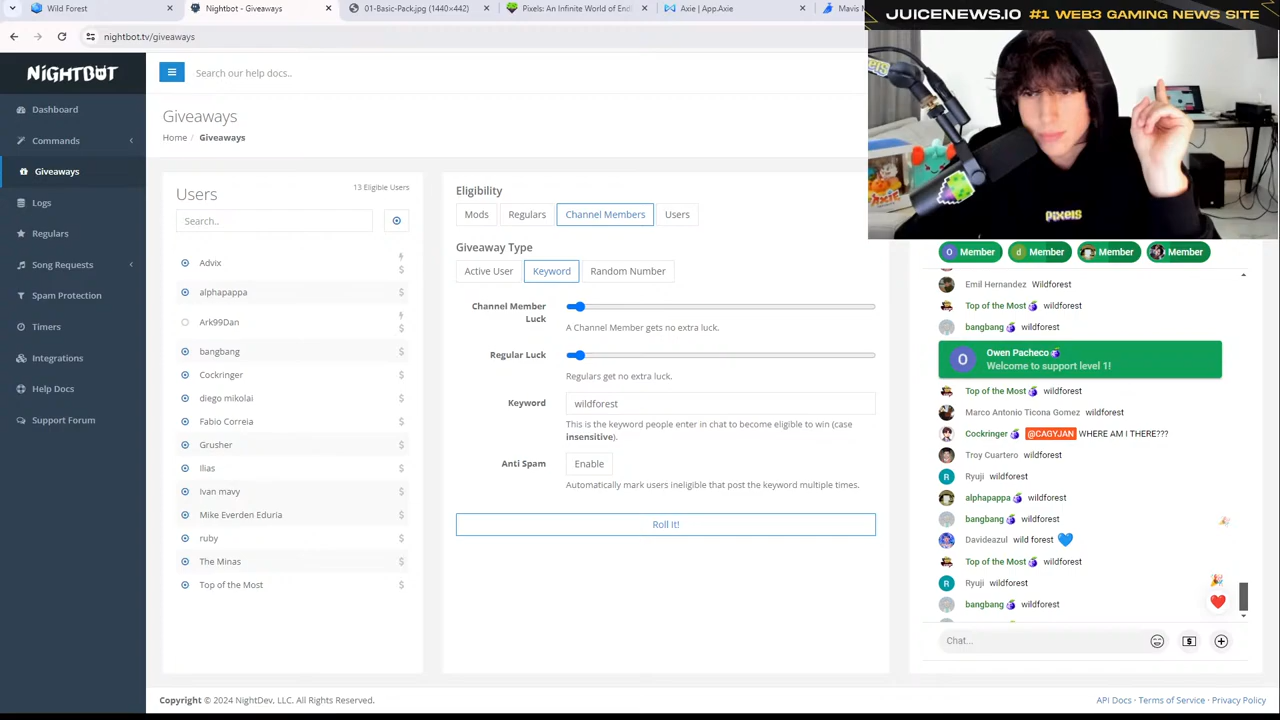 Wild Forest
Nightbot - Giveaways
01-Basic-Pack.jpg (1440×442)
Pixels: An Infinite World of End
Axie | App.Axie
Mavis M
JUICENEWS.IO #1 WEB3 GAMING NEWS SITE
nightbot.tv/giveaways
NIGHTBOT
Search our help docs..
Dashboard
Commands
Giveaways
Logs
Regulars
Song Requests
Spam Protection
Timers
Integrations
Help Docs
Support Forum
Giveaways
Home / Giveaways
Users
13 Eligible Users
Search..
Advix
$
alphapappa $
Ark99Dan
$
bangbang $
Cockringer $
diego mikolai $
Fabio Correia $
Grusher $
Ilias $
Ivan mavy $
Mike Everden Eduria $
ruby $
The Minas $
Top of the Most $
Eligibility
Mods Regulars Channel Members Users
Giveaway Type
Active User Keyword Random Number
Channel Member
Luck
A Channel Member gets no extra luck.
Regular Luck
Regulars get no extra luck.
Keyword wildforest
This is the keyword people enter in chat to become eligible to win (case
insensitive).
Anti Spam Enable
Automatically mark users ineligible that post the keyword multiple times.
Roll It!
pixels
O Member d Member Member Member
Emil Hernandez Wildforest
Top of the Most wildforest
bangbang wildforest
O Owen Pacheco
Welcome to support level 1!
Top of the Most wildforest
Marco Antonio Ticona Gomez wildforest
Cockringer @CAGYJAN WHERE AM I THERE???
Troy Cuartero wildforest
R Ryuji wildforest
alphapappa wildforest
bangbang wildforest
Davideazul wild forest
Top of the Most wildforest
R Ryuji wildforest
bangbang wildforest
Chat...
Copyright © 2024 NightDev, LLC. All Rights Reserved.
API Docs · Terms of Service · Privacy Policy